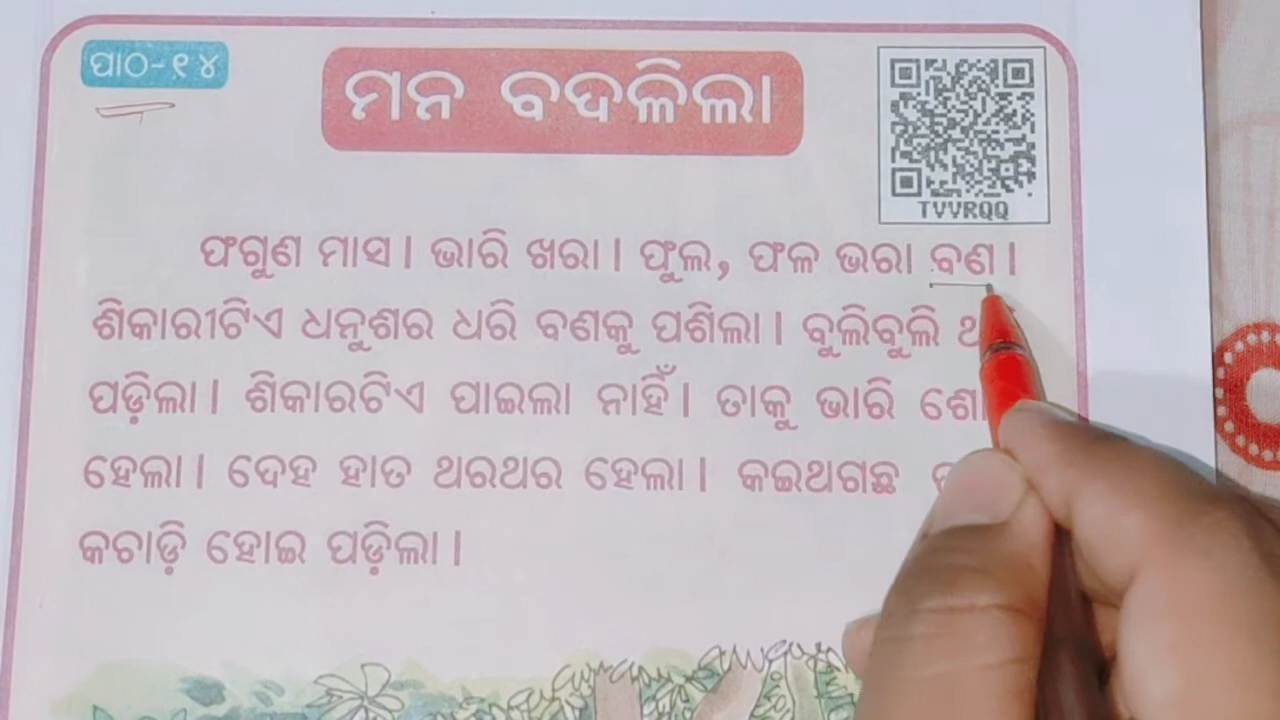 ପାଠ-୧୪
ମନ ବଦଳିଲା
TVVRQQ
ଫଗୁଣ ମାସ। ଭାରି ଖରା। ଫୁଲ, ଫଳ ଭରା ବଣ।
ଶିକାରୀଟିଏ ଧନୁଶର ଧରି ବଣକୁ ପଶିଲା। ବୁଲିବୁଲି
ପଡ଼ିଲା। ଶିକାରଟିଏ ପାଇଲା ନାହିଁ। ତାକୁ ଭାରି
ହେଲା। ଦେହ ହାତ ଥରଥର ହେଲା। କଇଥଗଛ
କଚାଡ଼ି ହୋଇ ପଡ଼ିଲା।